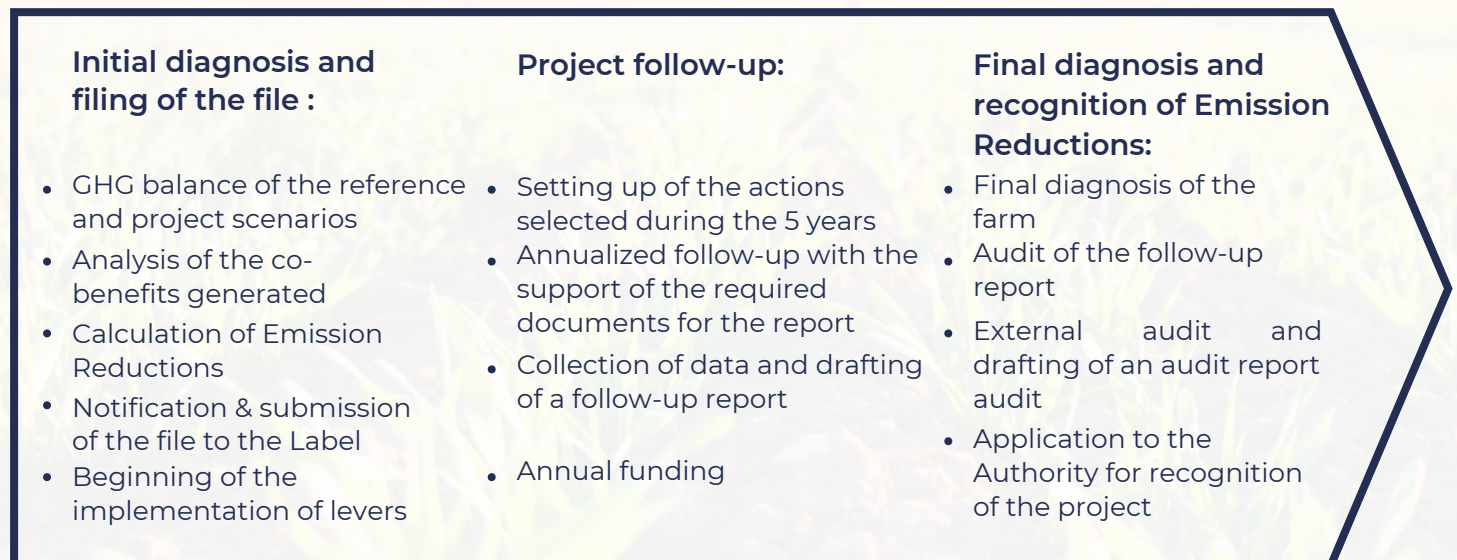 Initial diagnosis and
filing of the file :
• GHG balance of the reference
and project scenarios
• Analysis of the co-
benefits generated
• Calculation of Emission
Reductions
• Notification & submission
of the file to the Label
• Beginning of the
implementation of levers
Project follow-up:
• Setting up of the actions
selected during the 5 years
• Annualized follow-up with the
support of the required
documents for the report
• Collection of data and drafting
of a follow-up report
• Annual funding
Final diagnosis and
recognition of Emission
Reductions:
• Final diagnosis of the
farm
• Audit of the follow-up
report
• External audit and
drafting of an audit report
audit
• Application to the
Authority for recognition
of the project